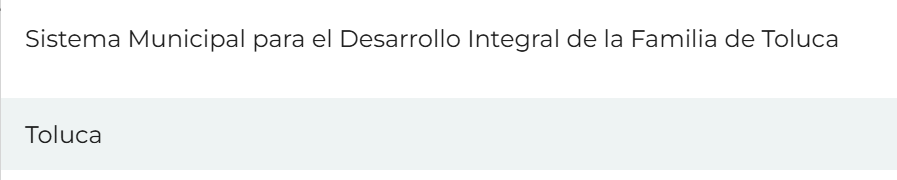 Sistema Municipal para el Desarrollo Integral de la Familia de Toluca
Toluca